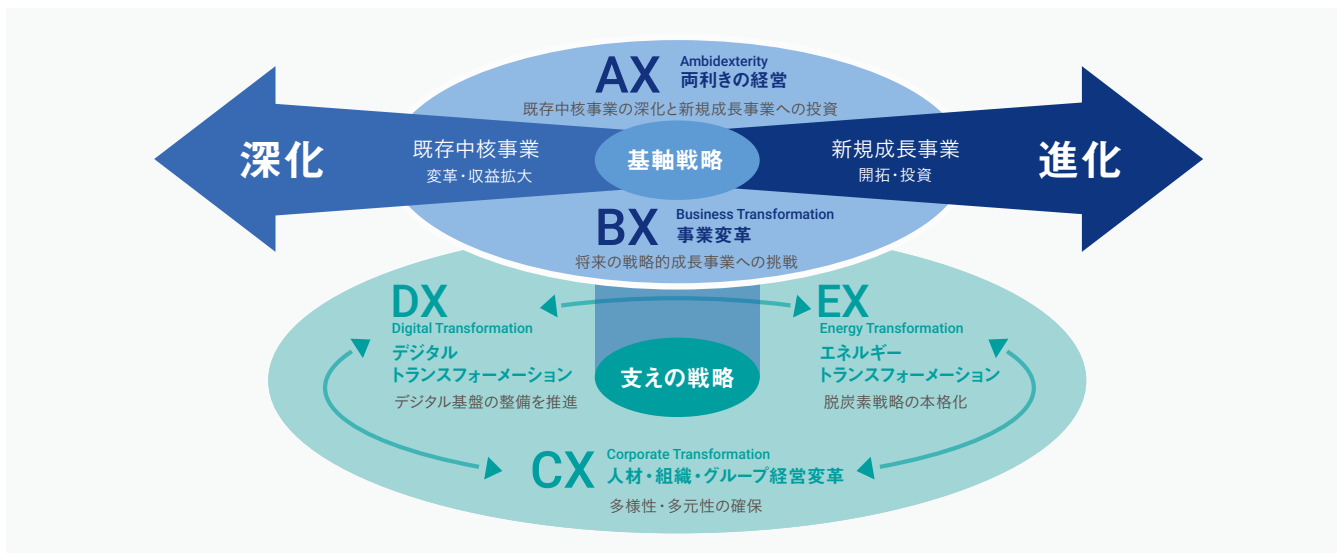 AX
Ambidexterity
両利きの経営
既存中核事業の深化と新規成長事業への投資
深化
既存中核事業
変革・収益拡大
基軸戦略
新規成長事業
開拓・投資
進化
BX
Business Transformation
事業変革
将来の戦略的成長事業への挑戦
DX
Digital Transformation
デジタル
トランスフォーメーション
デジタル基盤の整備を推進
支えの戦略
EX
Energy Transformation
エネルギー
トランスフォーメーション
脱炭素戦略の本格化
CX
Corporate Transformation
人材・組織・グループ経営変革
多様性・多元性の確保